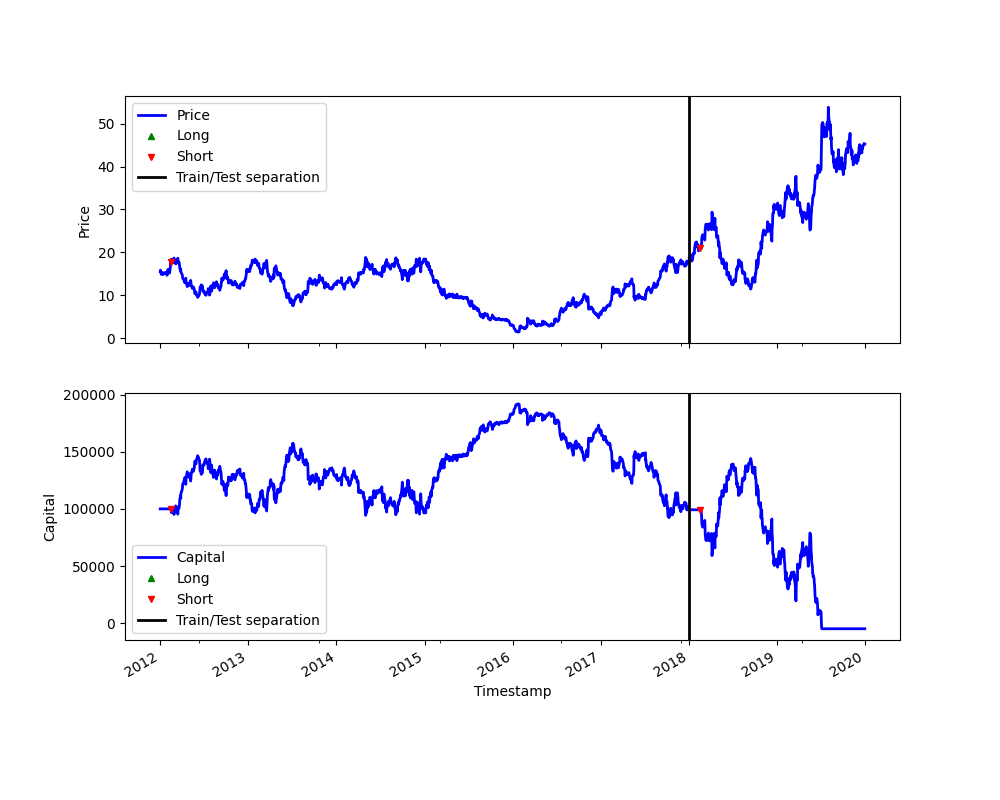 50
40
30
20
10
0
Price
Price
Long
Short
Train/Test separation
200000
150000
100000
50000
0
Capital
Capital
Long
Short
Train/Test separation
2012
2013
2014
2015
2016
2017
2018
2019
2020
Timestamp